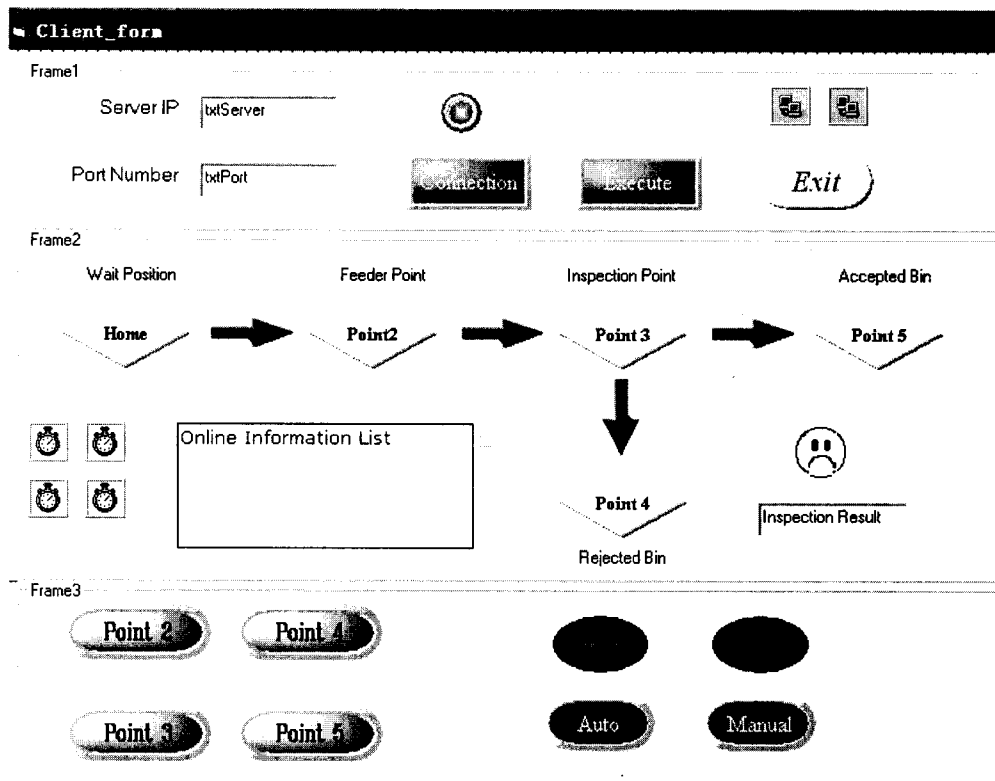 Client_form
Frame1
Server IP txtServer
Port Number txtPort Connection Execute Exit
Frame2
Wait Position Feeder Point Inspection Point Accepted Bin
Home Point2 Point 3 Point 5
Online Information List
Point 4 Inspection Result
Rejected Bin
Frame3
Point 2 Point 4
Point 3 Point 5 Auto Manual